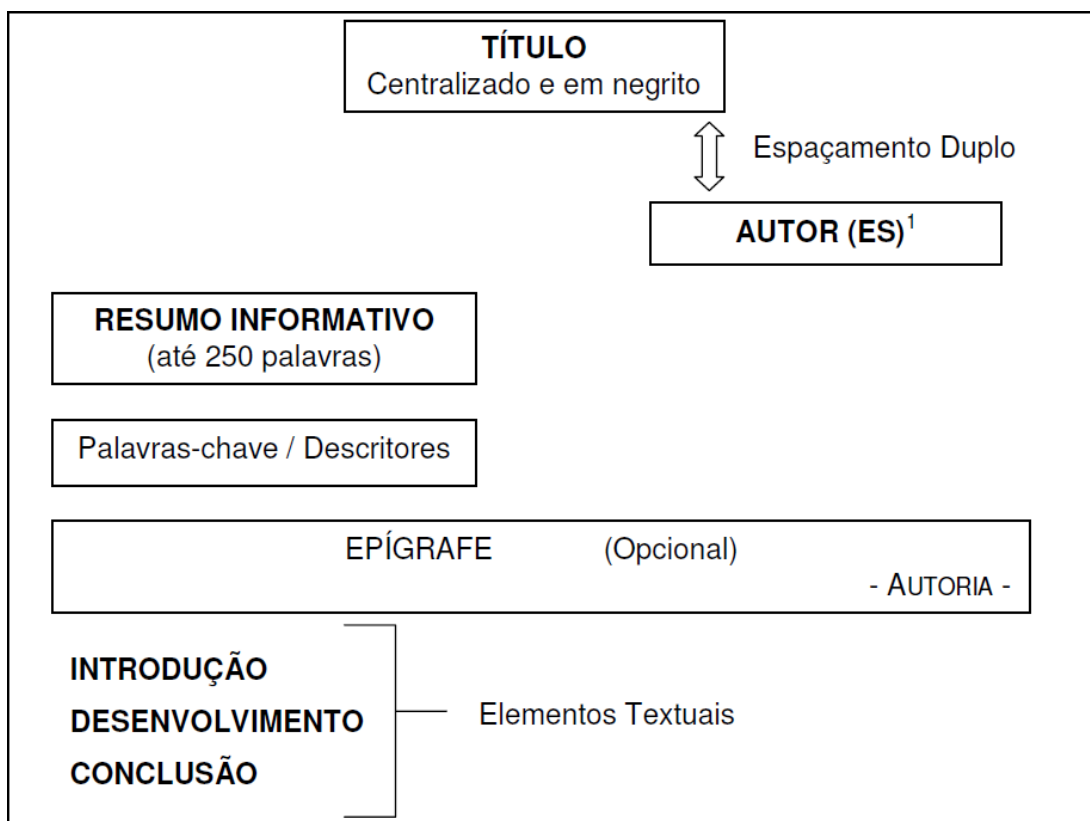 TÍTULO
Centralizado e em negrito
Espaçamento Duplo
AUTOR (ES)¹
RESUMO INFORMATIVO
(até 250 palavras)
Palavras-chave / Descritores
EPÍGRAFE (Opcional)
- AUTORIA -
INTRODUÇÃO
DESENVOLVIMENTO
CONCLUSÃO
Elementos Textuais